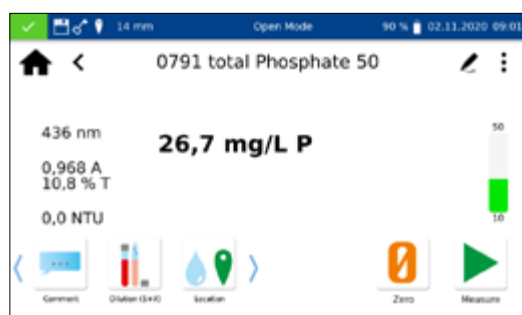 14 mm Open Mode 90 % 02.11.2020 09:01
0791 total Phosphate 50
436 nm
26,7 mg/L P
50
0,968 A
10,8 % T
0,0 NTU
10
Comment Dilution (1+X) Location Zero Measure